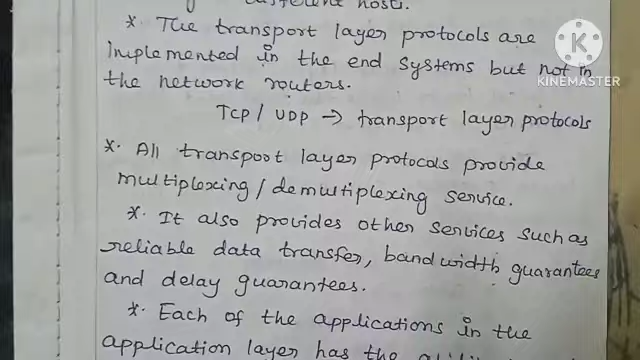 different hosts.
* The transport layer protocols are
implemented in the end systems but not in
the network routers.
TCP / UDP → transport layer protocols
*. All transport layer protocols provide
multiplexing / demultiplexing service.
*. It also provides other services such as
reliable data transfer, bandwidth guarantees
and delay guarantees.
*. Each of the applications in the
application layer has the
K
KINEMASTER